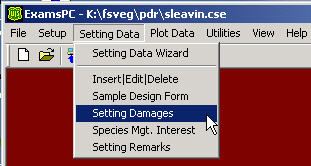 ExamsPC - K:\fsveg\pdr\sleavin.cse
File Setup Setting Data Plot Data Utilities View Help
Setting Data Wizard
Insert|Edit|Delete
Sample Design Form
Setting Damages
Species Mgt. Interest
Setting Remarks